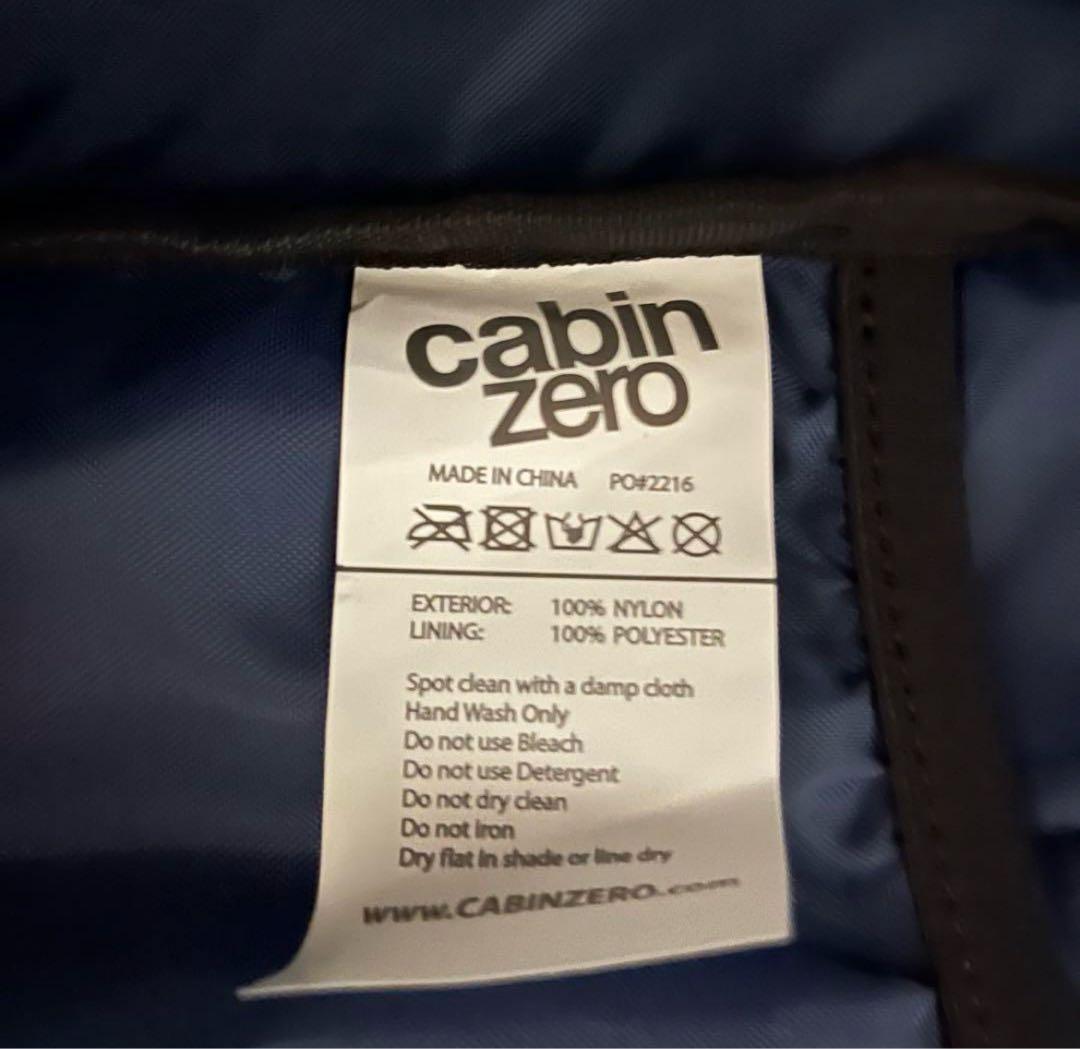 cabin
zero
MADE IN CHINA PO#2216
EXTERIOR: 100% NYLON
LINING: 100% POLYESTER
Spot clean with a damp cloth
Hand Wash Only
Do not use Bleach
Do not use Detergent
Do not dry clean
Do not Iron
Dry flat in shade or line dry
www.CABINZERO.com